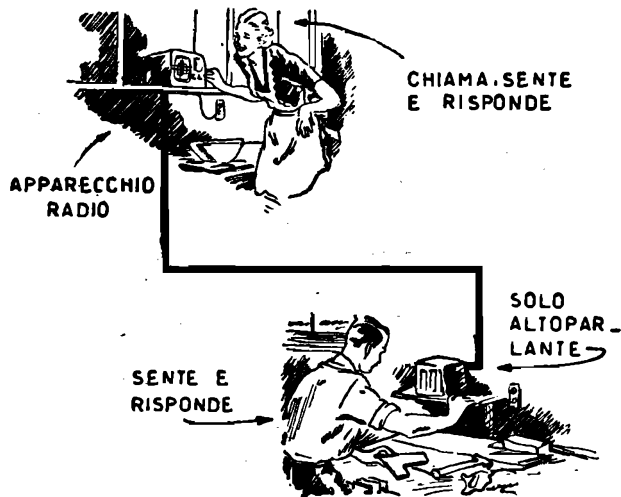 CHIAMA, SENTE
E RISPONDE
APPARECCHIO
RADIO
SOLO
ALTOPAR_
LANTE
SENTE E
RISPONDE